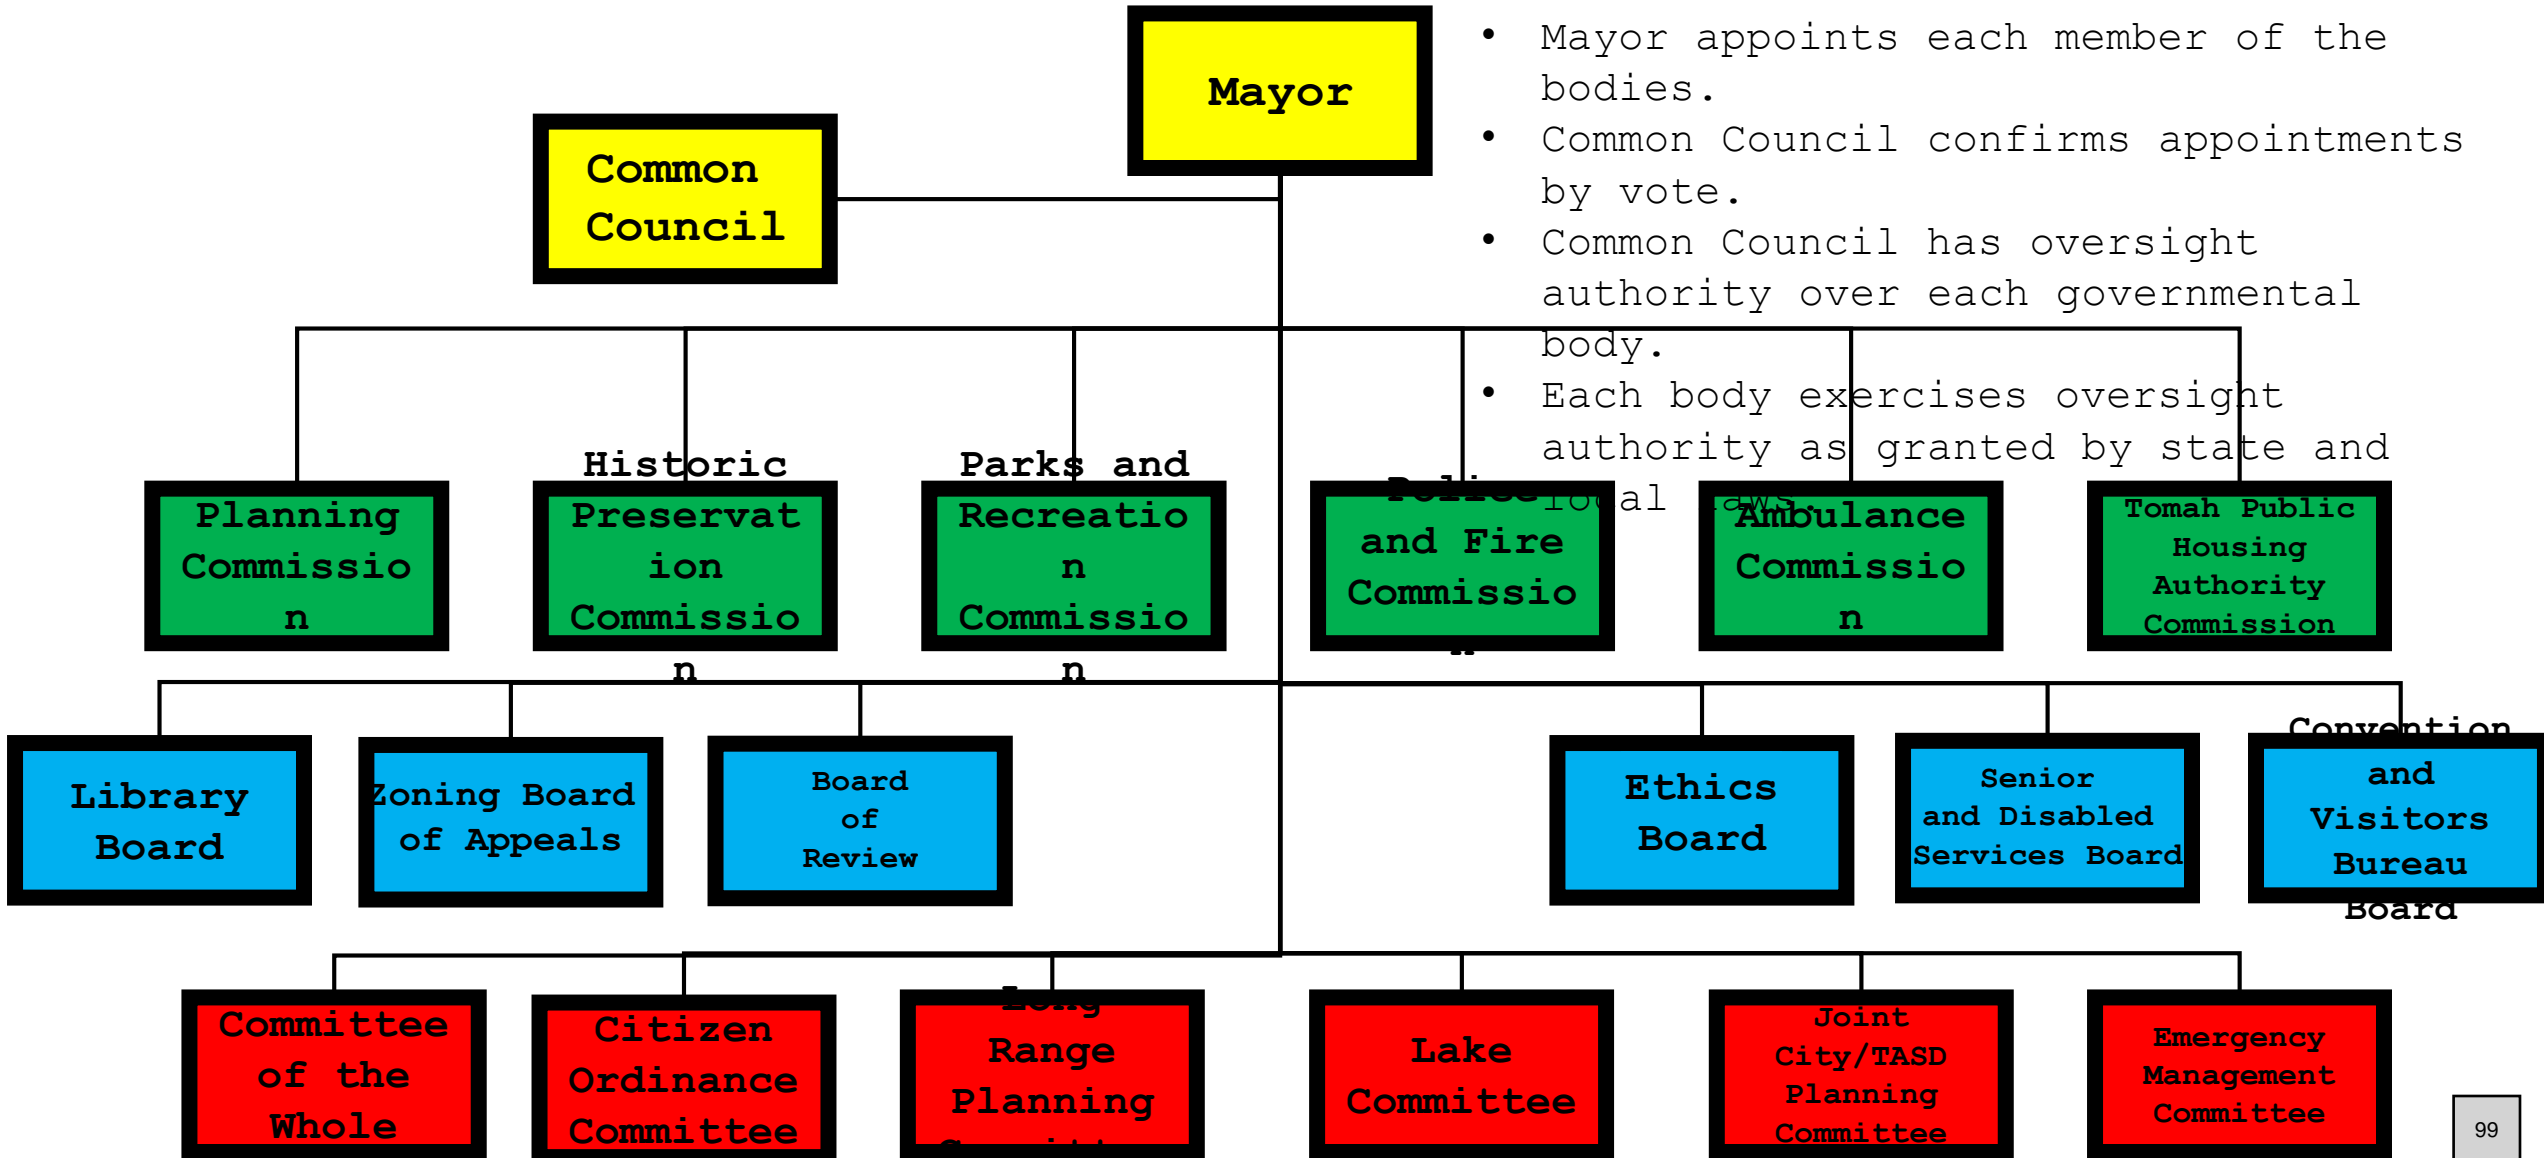 Mayor
• Mayor appoints each member of the
bodies.
• Common Council confirms appointments
by vote.
• Common Council has oversight
authority over each governmental
body.
• Each body exercises oversight
authority as granted by state and
local laws.
Common
Council
Planning
Commissio
n
Historic
Preservat
ion
Commissio
n
Parks and
Recreatio
n
Commissio
n
Police
and Fire
Commissio
n
Ambulance
Commissio
n
Tomah Public
Housing
Authority
Commission
Library
Board
Zoning Board
of Appeals
Board
of
Review
Ethics
Board
Senior
and Disabled
Services Board
Convention
and
Visitors
Bureau
Board
Committee
of the
Whole
Citizen
Ordinance
Committee
Long
Range
Planning
Committee
Lake
Committee
Joint
City/TASD
Planning
Committee
Emergency
Management
Committee
99